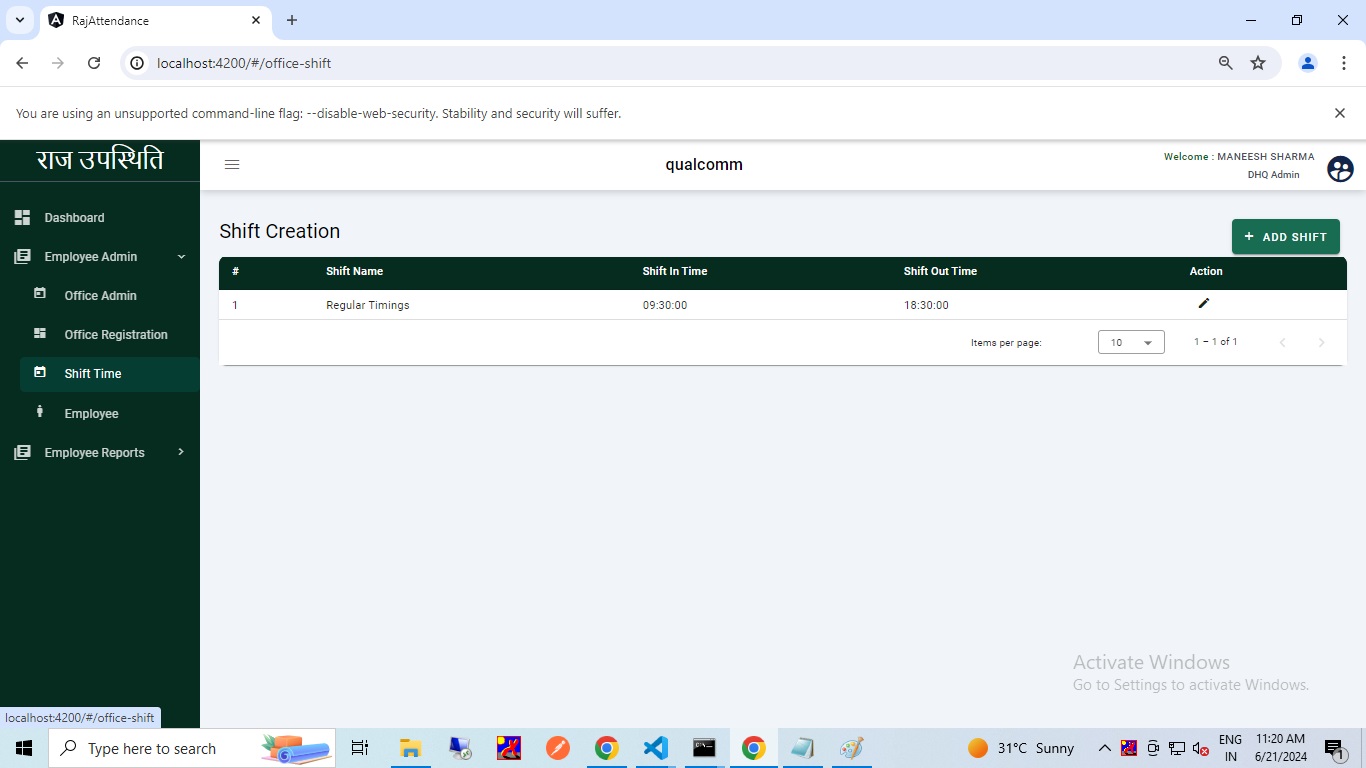 RajAttendance
localhost:4200/#/office-shift
You are using an unsupported command-line flag: --disable-web-security. Stability and security will suffer.
राज उपस्थिति
qualcomm
Welcome : MANEESH SHARMA
DHQ Admin
Dashboard
Employee Admin
Office Admin
Office Registration
Shift Time
Employee
Employee Reports
Shift Creation
+ ADD SHIFT
# Shift Name Shift In Time Shift Out Time Action
1 Regular Timings 09:30:00 18:30:00
Items per page: 10 1 – 1 of 1
Activate Windows
Go to Settings to activate Windows.
localhost:4200/#/office-shift
Type here to search
31°C Sunny
ENG
IN
11:20 AM
6/21/2024
1